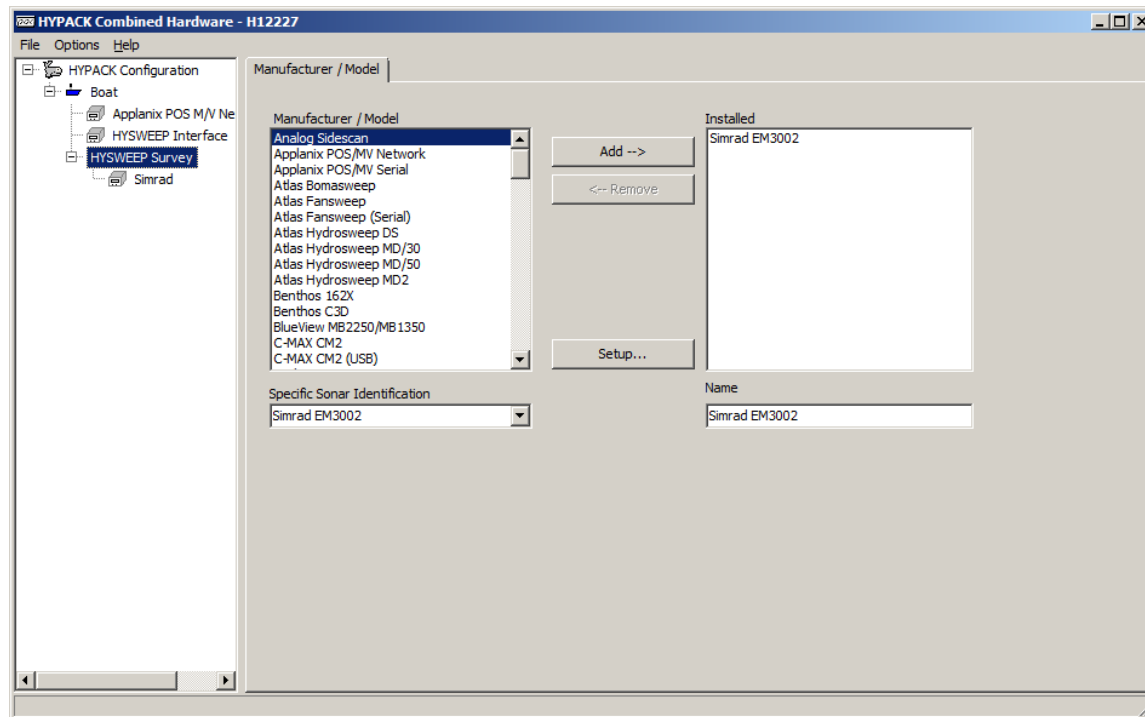 HYPACK Combined Hardware - H12227
File Options Help
HYPACK Configuration
Boat
Applanix POS M/V Ne
HYSWEEP Interface
HYSWEEP Survey
Simrad
Manufacturer / Model
Manufacturer / Model
Analog Sidescan
Applanix POS/MV Network
Applanix POS/MV Serial
Atlas Bomasweep
Atlas Fansweep
Atlas Fansweep (Serial)
Atlas Hydrosweep DS
Atlas Hydrosweep MD/30
Atlas Hydrosweep MD/50
Atlas Hydrosweep MD2
Benthos 162X
Benthos C3D
BlueView MB2250/MB1350
C-MAX CM2
C-MAX CM2 (USB)
Add -->
<-- Remove
Setup...
Installed
Simrad EM3002
Specific Sonar Identification
Simrad EM3002
Name
Simrad EM3002